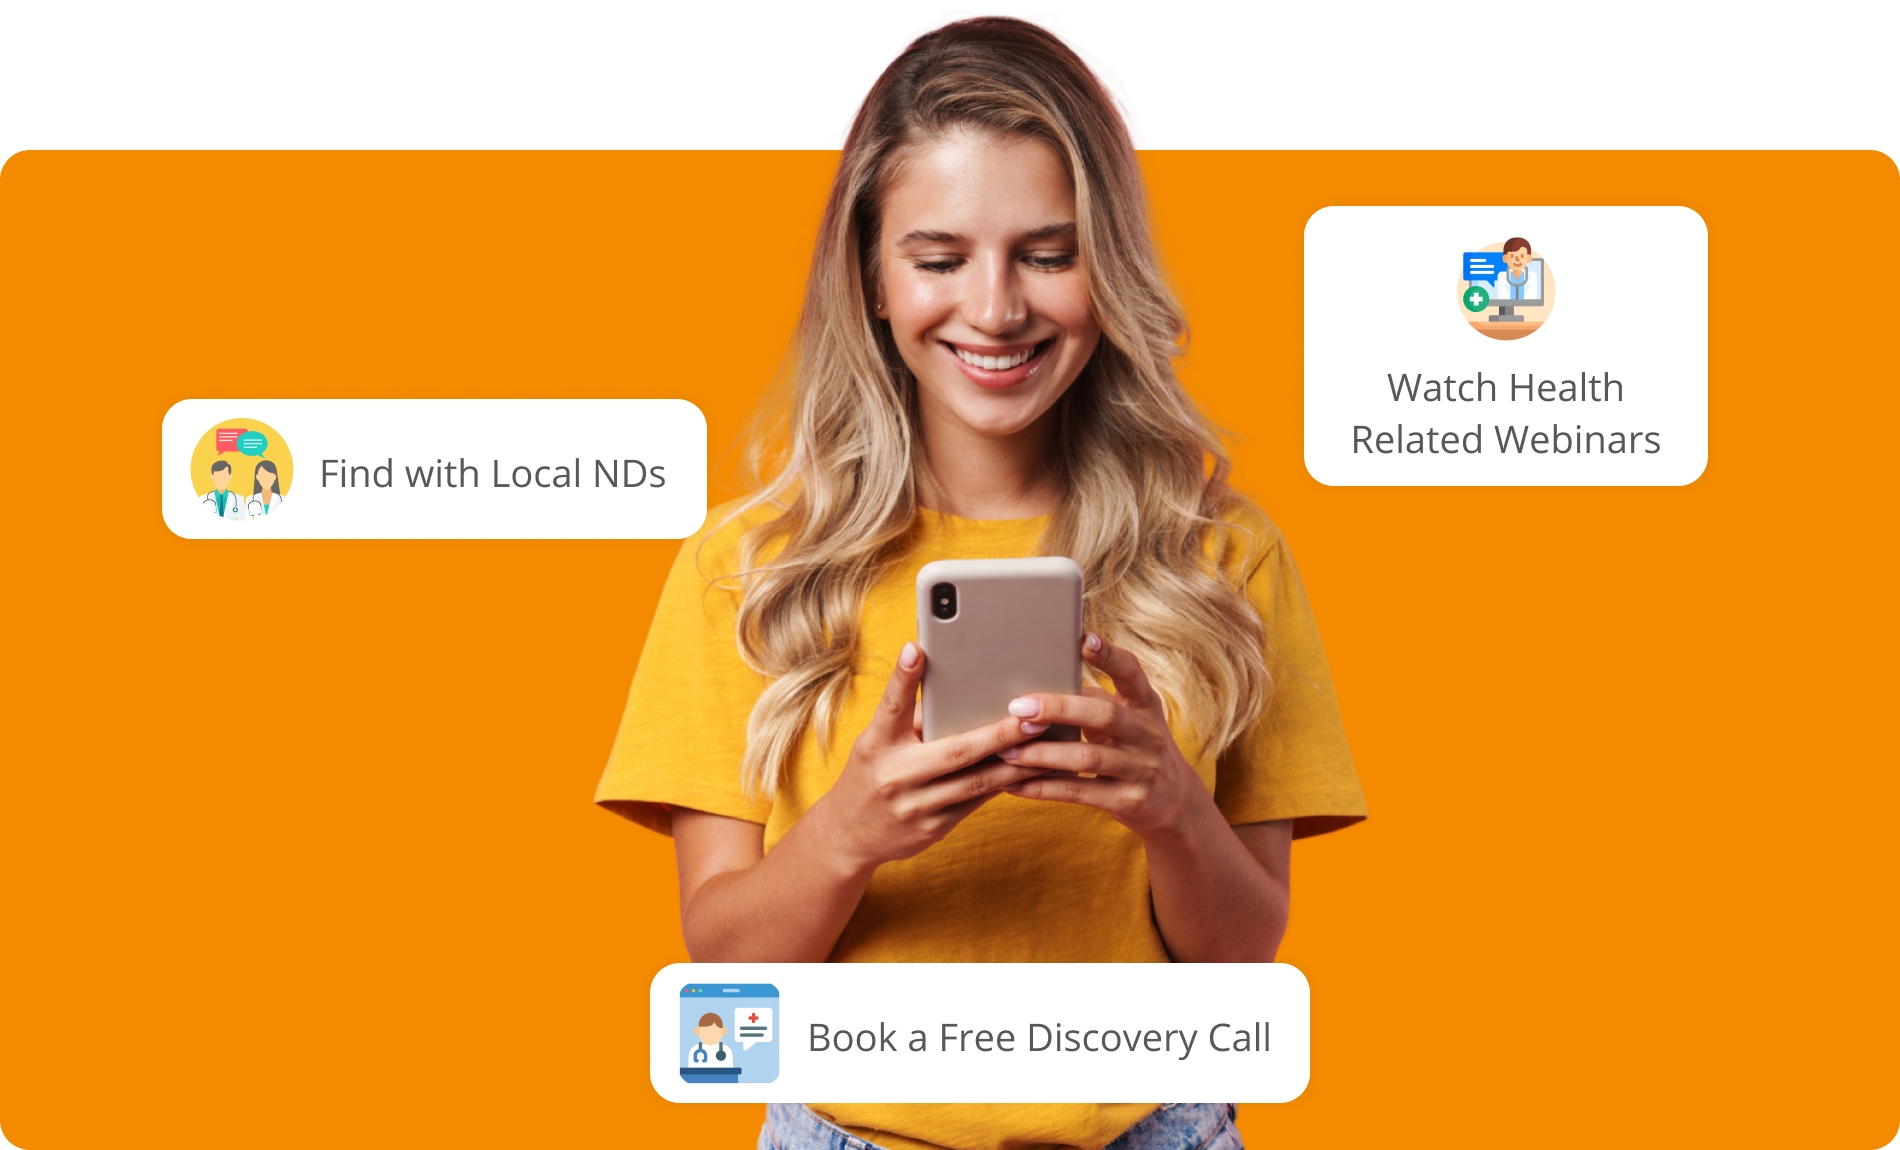 Watch Health
Related Webinars
Find with Local NDs
Book a Free Discovery Call